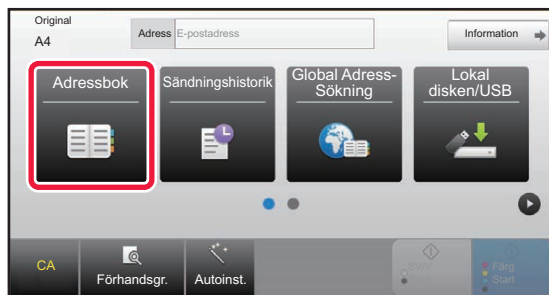 Original
A4
Adress E-postadress
Information
Adressbok
Sändningshistorik
Global Adress-
Sökning
Lokal
disken/USB
CA
Förhandsgr.
Autoinst.
Färg
Start